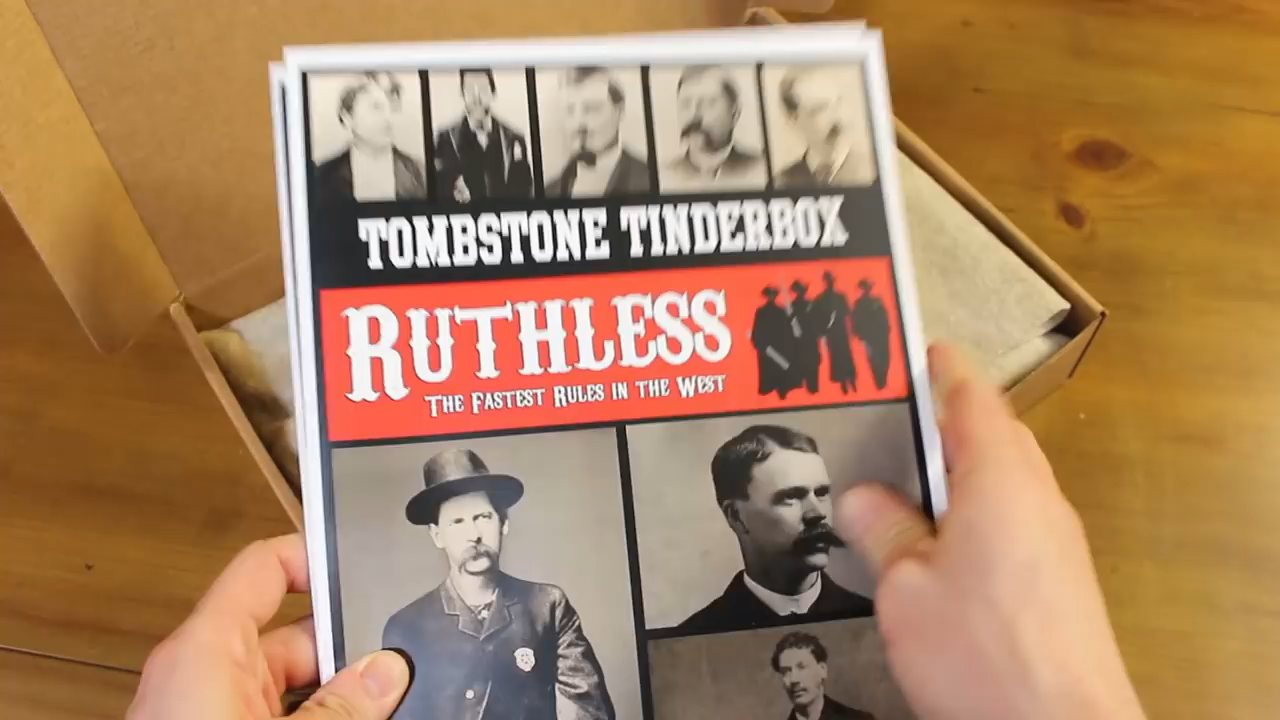 TOMBSTONE TINDERBOX
RUTHLESS
THE FASTEST RULES IN THE WEST